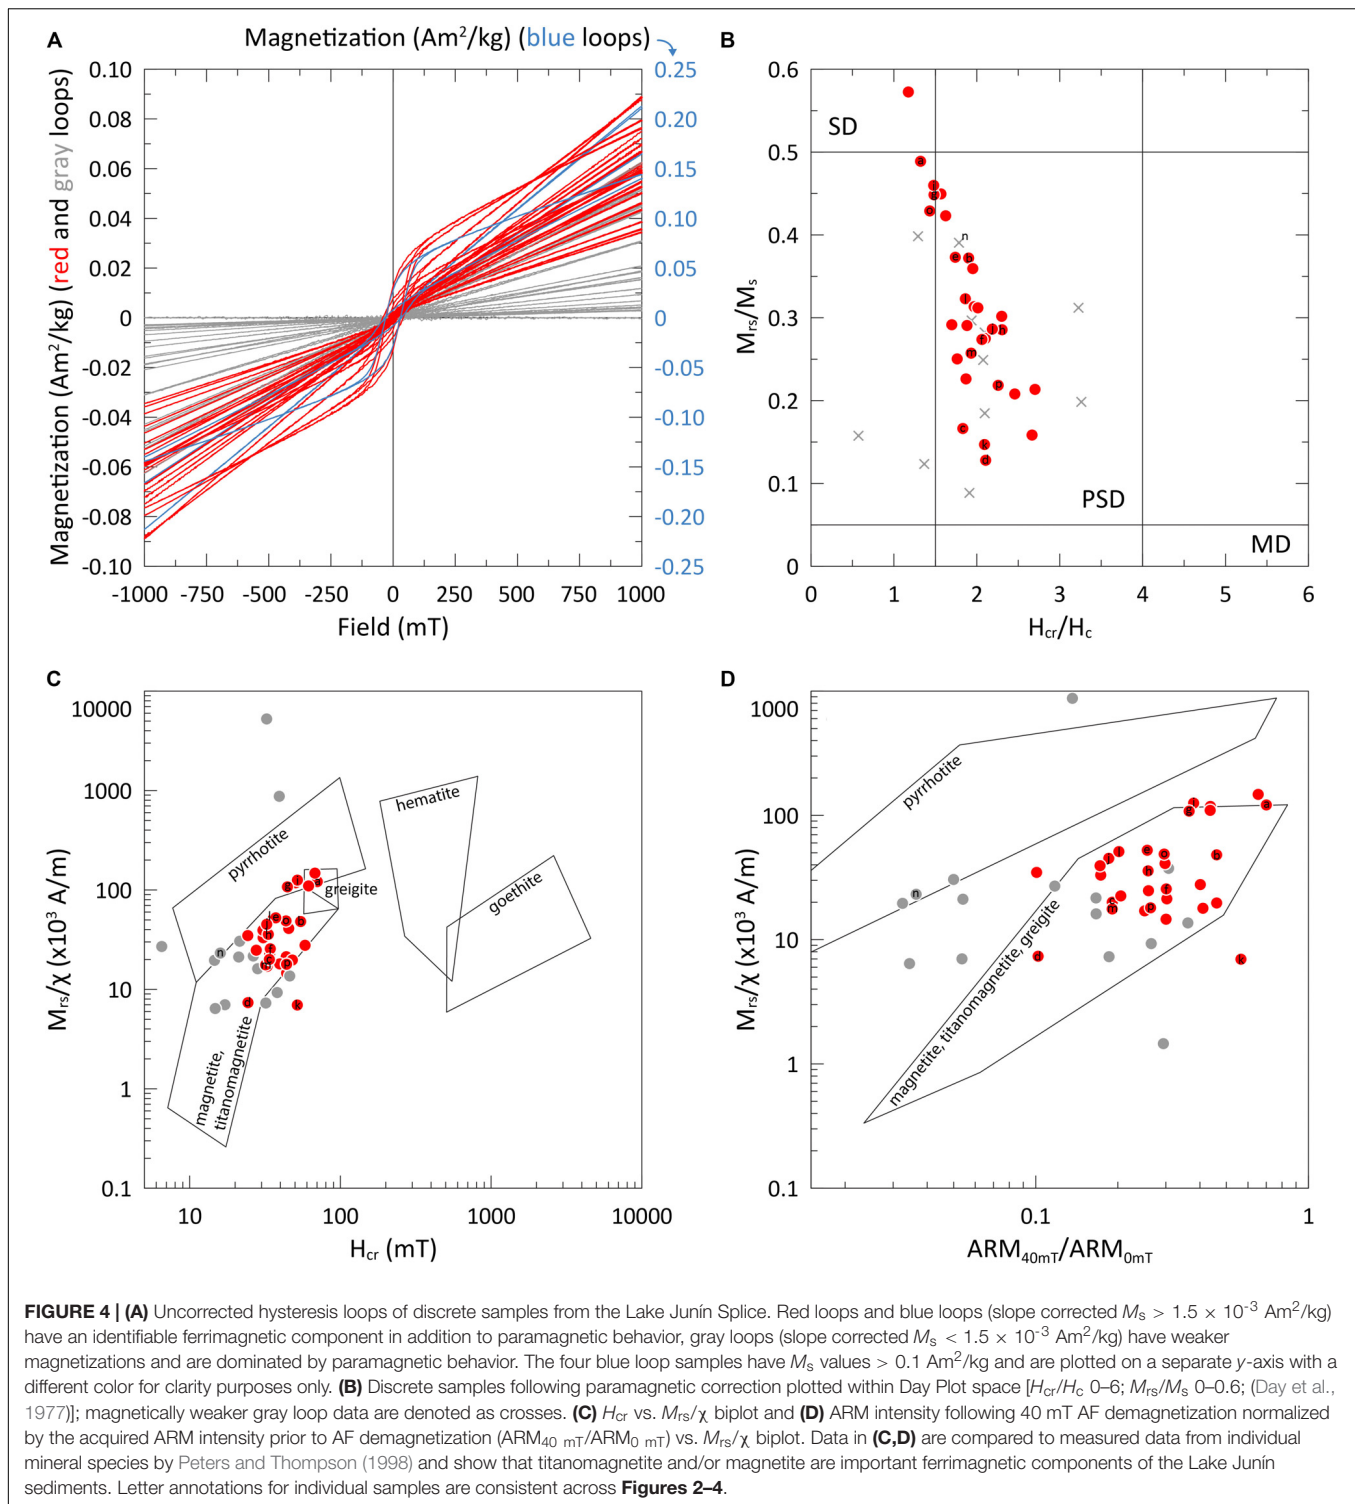 A
Magnetization (Am²/kg) (blue loops)
Magnetization (Am²/kg) (red and gray loops)
0.10
0.08
0.06
0.04
0.02
0
-0.02
-0.04
-0.06
-0.08
-0.10
0.25
0.20
0.15
0.10
0.05
0
-0.05
-0.10
-0.15
-0.20
-0.25
-1000 -750 -500 -250 0 250 500 750 1000
Field (mT)
B
Mrs/Ms
0.6
0.5
0.4
0.3
0.2
0.1
0
SD
PSD
MD
a
g
o
n
e
b
j
i
h
f
m
p
c
k
d
0 1 2 3 4 5 6
Hcr/Hc
C
Mrs/χ (x10³ A/m)
10000
1000
100
10
1
0.1
pyrrhotite
greigite
hematite
goethite
magnetite,
titanomagnetite
g
i
a
e
o
b
j
h
f
n
m
p
d
k
10 100 1000 10000
Hcr (mT)
D
Mrs/χ (x10³ A/m)
1000
100
10
1
0.1
pyrrhotite
magnetite, titanomagnetite, greigite
i
g
a
j
e
o
b
h
n
f
c
m
p
d
k
0.1 1
ARM40mT/ARM0mT
FIGURE 4 | (A) Uncorrected hysteresis loops of discrete samples from the Lake Junín Splice. Red loops and blue loops (slope corrected Ms > 1.5 × 10⁻³ Am²/kg)
have an identifiable ferrimagnetic component in addition to paramagnetic behavior, gray loops (slope corrected Ms < 1.5 × 10⁻³ Am²/kg) have weaker
magnetizations and are dominated by paramagnetic behavior. The four blue loop samples have Ms values > 0.1 Am²/kg and are plotted on a separate y-axis with a
different color for clarity purposes only. (B) Discrete samples following paramagnetic correction plotted within Day Plot space [Hcr/Hc 0–6; Mrs/Ms 0–0.6; (Day et al.,
1977)]; magnetically weaker gray loop data are denoted as crosses. (C) Hcr vs. Mrs/χ biplot and (D) ARM intensity following 40 mT AF demagnetization normalized
by the acquired ARM intensity prior to AF demagnetization (ARM40 mT/ARM0 mT) vs. Mrs/χ biplot. Data in (C,D) are compared to measured data from individual
mineral species by Peters and Thompson (1998) and show that titanomagnetite and/or magnetite are important ferrimagnetic components of the Lake Junín
sediments. Letter annotations for individual samples are consistent across Figures 2–4.